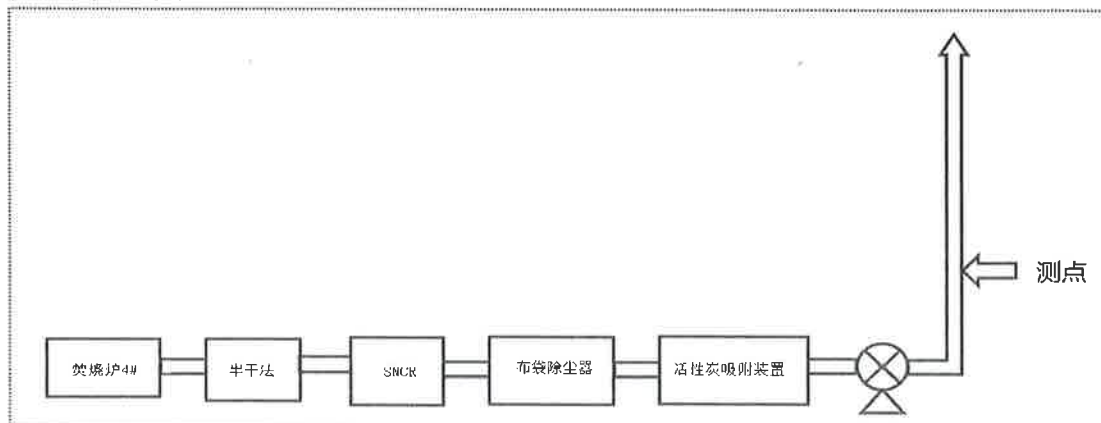 测点
焚烧炉4#
半干法
SNCR
布袋除尘器
活性炭吸附装置